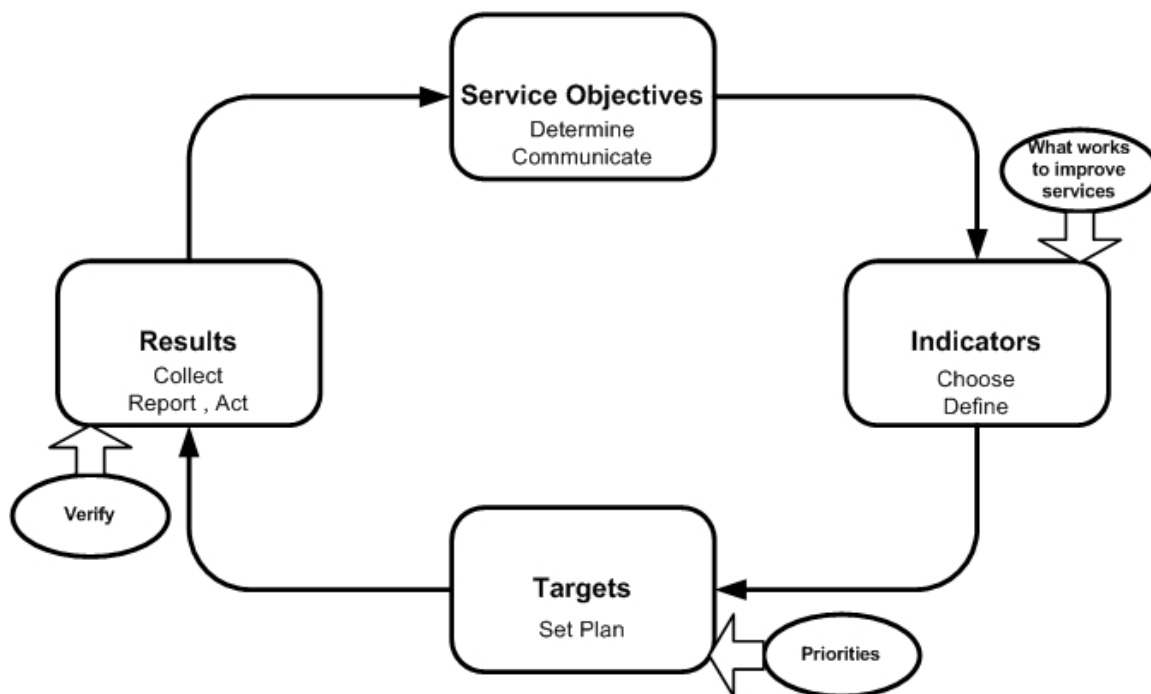 Service Objectives
Determine
Communicate
What works
to improve
services
Results
Collect
Report , Act
Indicators
Choose
Define
Verify
Targets
Set Plan
Priorities